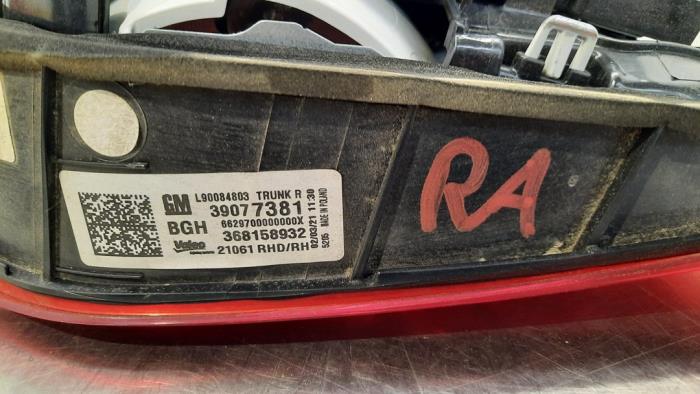 GM L90084803 TRUNK R
39077381
BGH 6629700000000X
368158932
Valeo 21061 RHD/RH
02/03/21 11:30
5205 MADE IN POLAND
RA